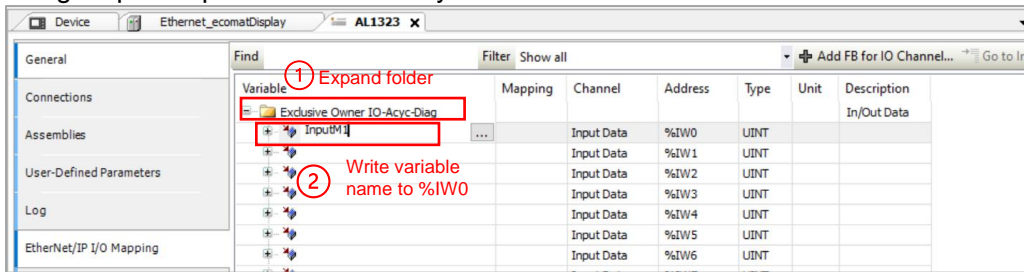 Device Ethernet_ecomatDisplay AL1323 x
General
Connections
Assemblies
User-Defined Parameters
Log
EtherNet/IP I/O Mapping
Find Filter Show all Add FB for IO Channel... Go to In
Variable Mapping Channel Address Type Unit Description
1 Expand folder
Exclusive Owner IO-Acyc-Diag In/Out Data
InputM1 ... Input Data %IW0 UINT
Input Data %IW1 UINT
2 Write variable
name to %IW0
Input Data %IW2 UINT
Input Data %IW3 UINT
Input Data %IW4 UINT
Input Data %IW5 UINT
Input Data %IW6 UINT